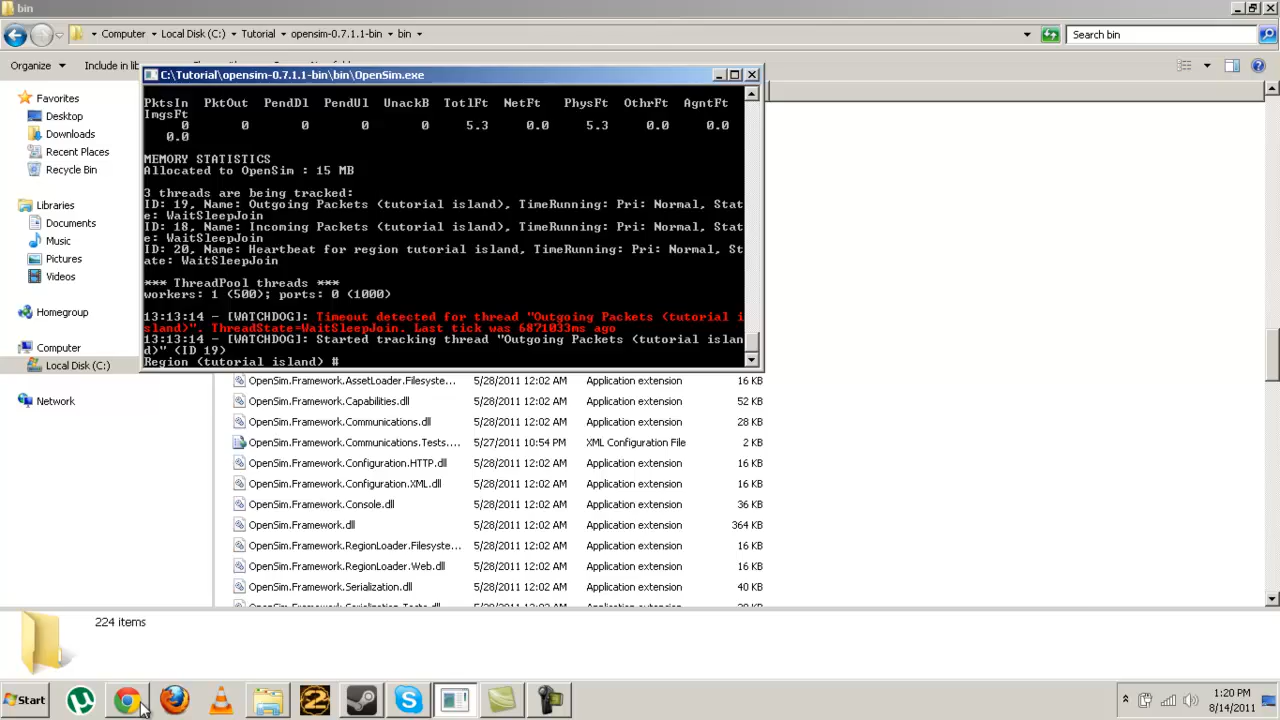 bin
Computer Local Disk (C:) Tutorial opensim-0.7.1.1-bin bin
Search bin
Organize Include in lib
C:\Tutorial\opensim-0.7.1.1-bin\bin\OpenSim.exe
PktsIn PktOut PendDl PendUl UnackB TotlFt NetFt PhysFt OthrFt AgntFt
ImgsFt
0 0 0 0 0 5.3 0.0 5.3 0.0 0.0
0.0
MEMORY STATISTICS
Allocated to OpenSim : 15 MB
3 threads are being tracked:
ID: 19, Name: Outgoing Packets (tutorial island), TimeRunning: Pri: Normal, Stat
e: WaitSleepJoin
ID: 18, Name: Incoming Packets (tutorial island), TimeRunning: Pri: Normal, Stat
e: WaitSleepJoin
ID: 20, Name: Heartbeat for region tutorial island, TimeRunning: Pri: Normal, St
ate: WaitSleepJoin
*** ThreadPool threads ***
workers: 1 (500); ports: 0 (1000)
13:13:14 - [WATCHDOG]: Timeout detected for thread "Outgoing Packets (tutorial i
sland)". ThreadState=WaitSleepJoin. Last tick was 6871033ms ago
13:13:14 - [WATCHDOG]: Started tracking thread "Outgoing Packets (tutorial islan
d)" (ID 19)
Region (tutorial island) #
Favorites
Desktop
Downloads
Recent Places
Recycle Bin
Libraries
Documents
Music
Pictures
Videos
Homegroup
Computer
Local Disk (C:)
Network
OpenSim.Framework.AssetLoader.Filesyste... 5/28/2011 12:02 AM Application extension 16 KB
OpenSim.Framework.Capabilities.dll 5/28/2011 12:02 AM Application extension 52 KB
OpenSim.Framework.Communications.dll 5/28/2011 12:02 AM Application extension 28 KB
OpenSim.Framework.Communications.Tests.... 5/27/2011 10:54 PM XML Configuration File 2 KB
OpenSim.Framework.Configuration.HTTP.dll 5/28/2011 12:02 AM Application extension 16 KB
OpenSim.Framework.Configuration.XML.dll 5/28/2011 12:02 AM Application extension 16 KB
OpenSim.Framework.Console.dll 5/28/2011 12:02 AM Application extension 36 KB
OpenSim.Framework.dll 5/28/2011 12:02 AM Application extension 364 KB
OpenSim.Framework.RegionLoader.Filesyste... 5/28/2011 12:02 AM Application extension 16 KB
OpenSim.Framework.RegionLoader.Web.dll 5/28/2011 12:02 AM Application extension 16 KB
OpenSim.Framework.Serialization.dll 5/28/2011 12:02 AM Application extension 40 KB
224 items
Start
1:20 PM
8/14/2011